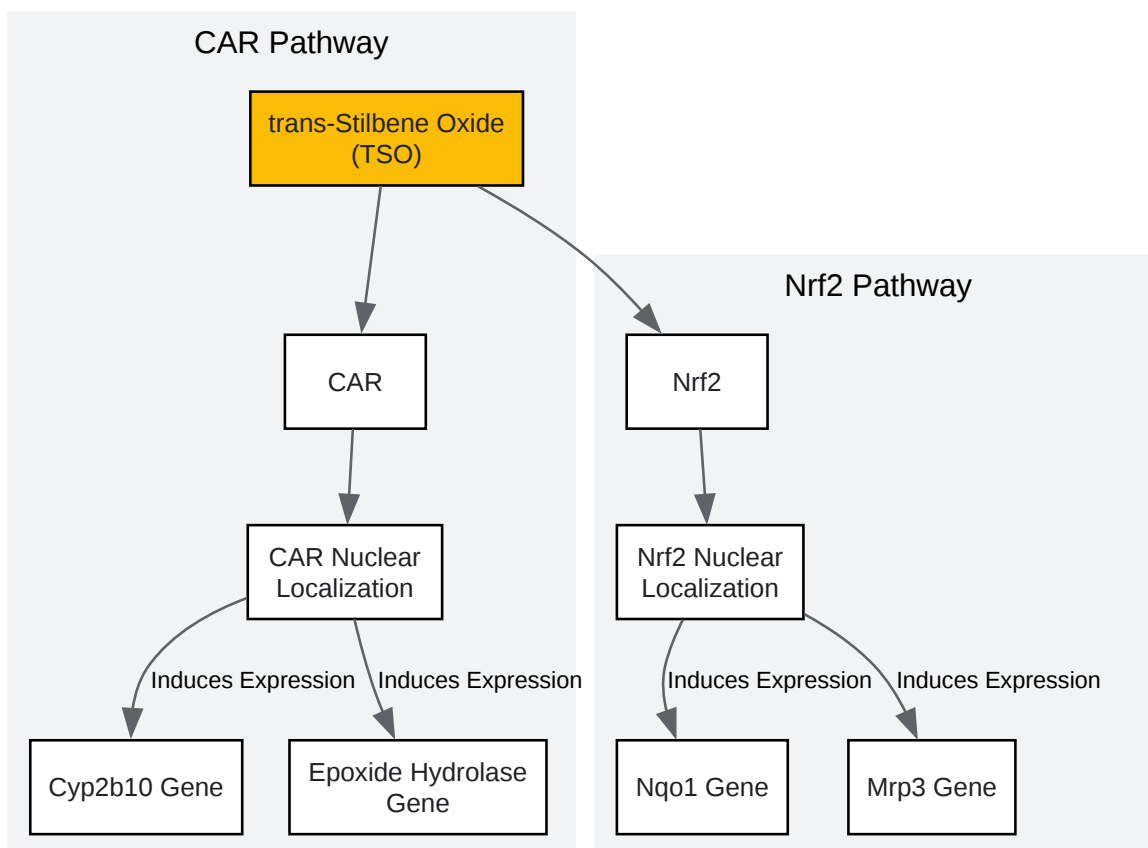 CAR Pathway
trans-Stilbene Oxide
(TSO)
Nrf2 Pathway
CAR
Nrf2
CAR Nuclear
Localization
Nrf2 Nuclear
Localization
Induces Expression
Induces Expression
Induces Expression
Induces Expression
Cyp2b10 Gene
Epoxide Hydrolase
Gene
Nqo1 Gene
Mrp3 Gene